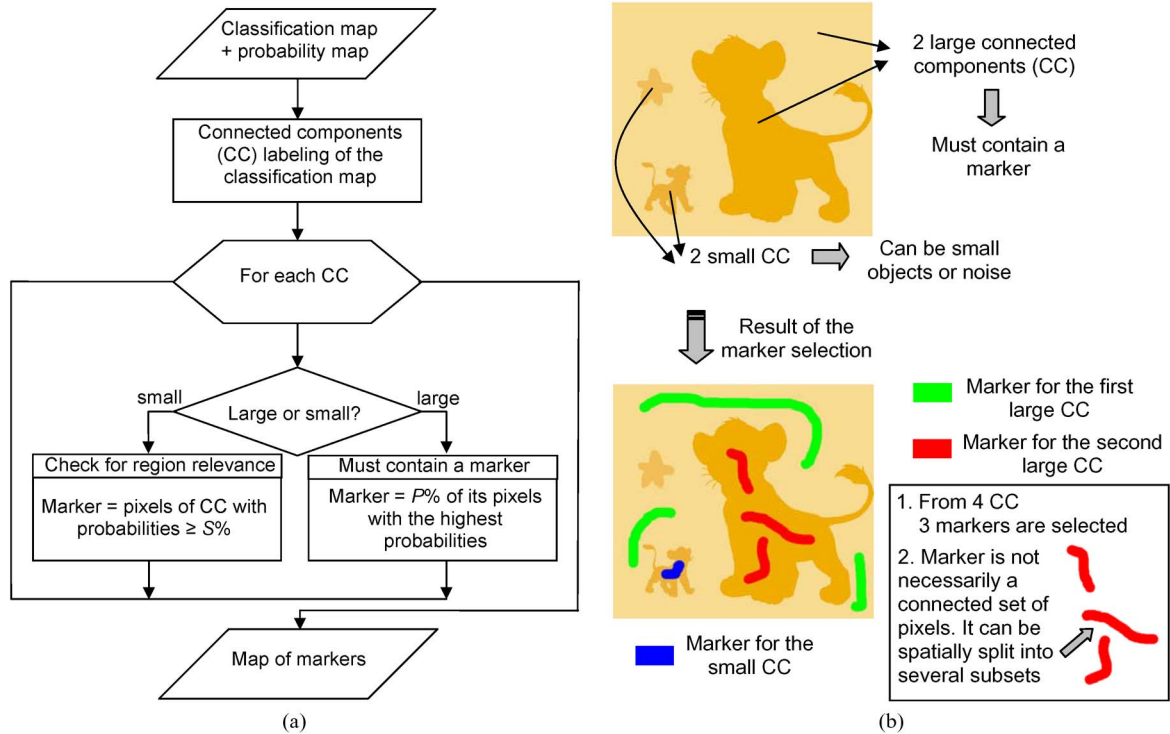 Classification map
+ probability map
Connected components
(CC) labeling of the
classification map
For each CC
small
Large or small?
large
Check for region relevance
Marker = pixels of CC with
probabilities ≥ S%
Must contain a marker
Marker = P% of its pixels
with the highest
probabilities
Map of markers
(a)
2 large connected
components (CC)
Must contain a
marker
2 small CC
Can be small
objects or noise
Result of the
marker selection
Marker for the first
large CC
Marker for the second
large CC
1. From 4 CC
3 markers are selected
2. Marker is not
necessarily a
connected set of
pixels. It can be
spatially split into
several subsets
Marker for the
small CC
(b)